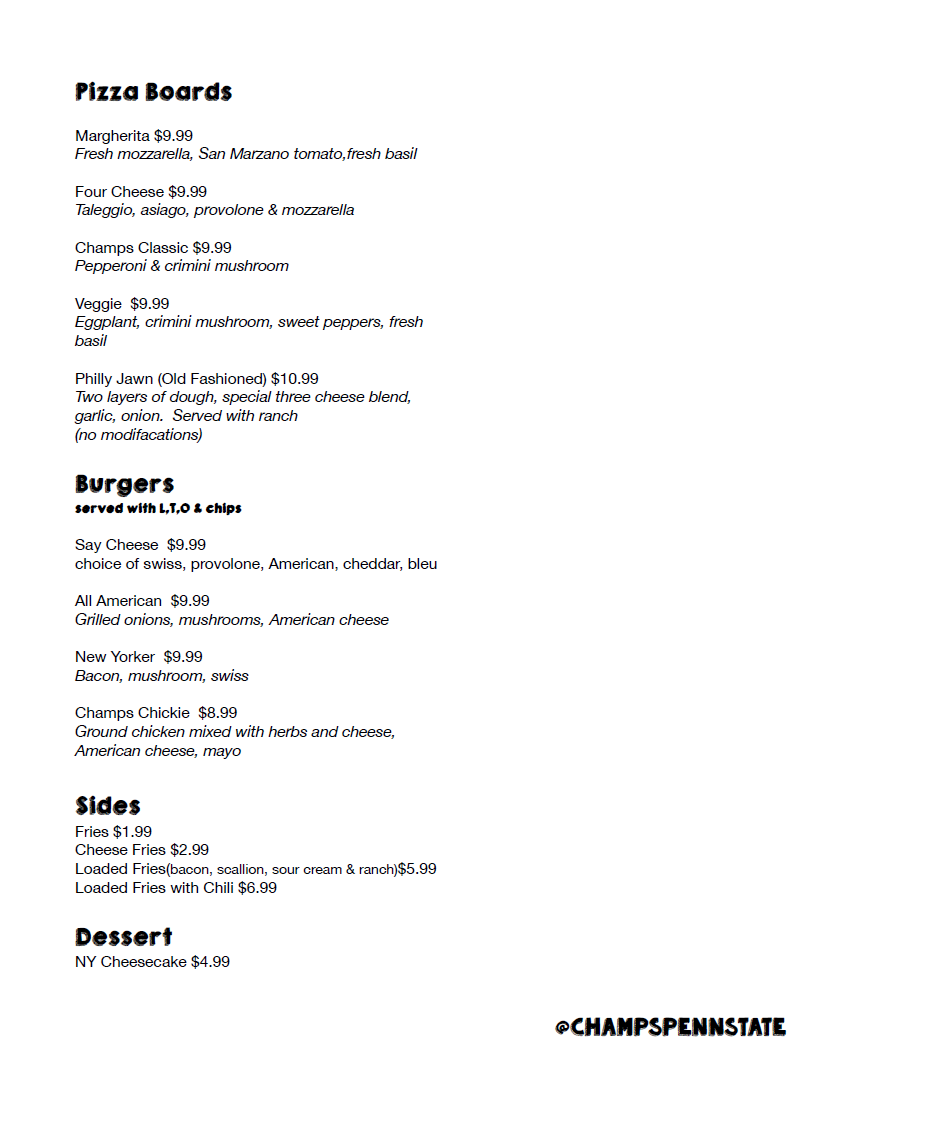 Pizza Boards
Margherita $9.99
Fresh mozzarella, San Marzano tomato,fresh basil
Four Cheese $9.99
Taleggio, asiago, provolone & mozzarella
Champs Classic $9.99
Pepperoni & crimini mushroom
Veggie  $9.99
Eggplant, crimini mushroom, sweet peppers, fresh
basil
Philly Jawn (Old Fashioned) $10.99
Two layers of dough, special three cheese blend,
garlic, onion.  Served with ranch
(no modifacations)
Burgers
served with L,T,O & chips
Say Cheese  $9.99
choice of swiss, provolone, American, cheddar, bleu
All American  $9.99
Grilled onions, mushrooms, American cheese
New Yorker  $9.99
Bacon, mushroom, swiss
Champs Chickie  $8.99
Ground chicken mixed with herbs and cheese,
American cheese, mayo
Sides
Fries $1.99
Cheese Fries $2.99
Loaded Fries(bacon, scallion, sour cream & ranch)$5.99
Loaded Fries with Chili $6.99
Dessert
NY Cheesecake $4.99
@CHAMPSPENNSTATE